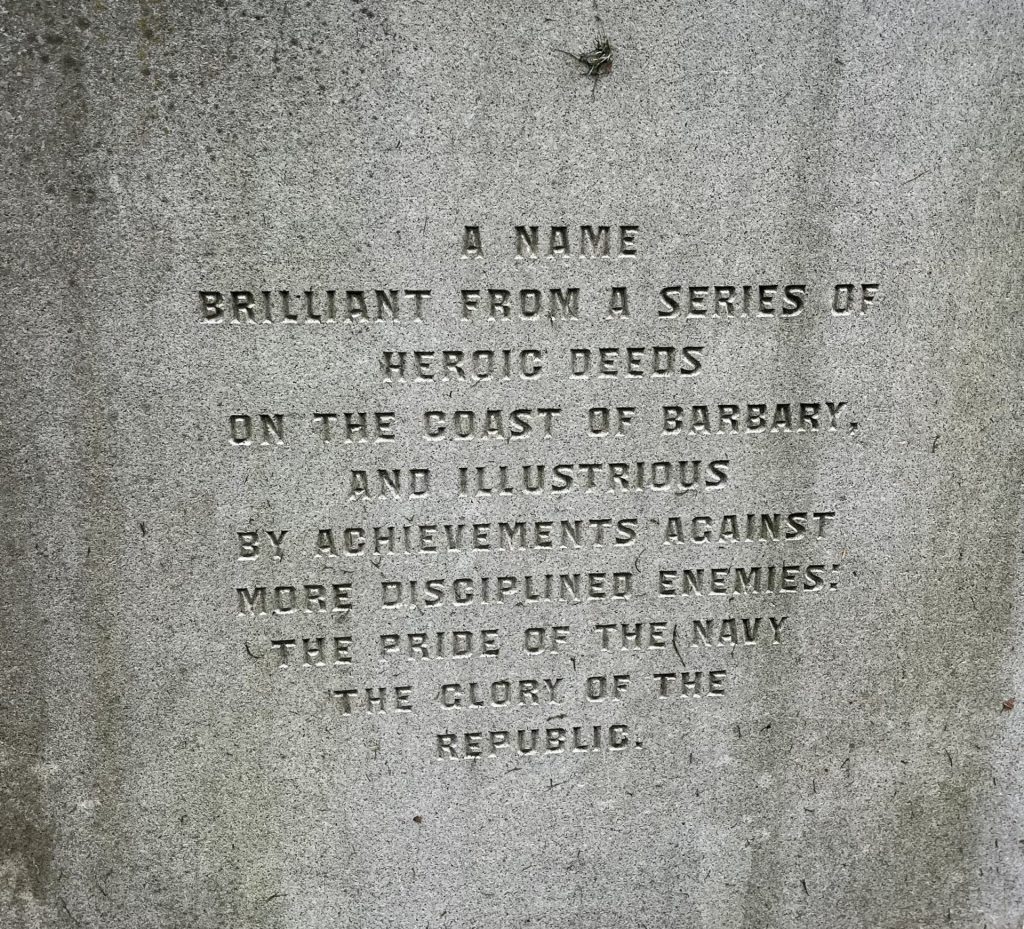 A NAME
BRILLIANT FROM A SERIES OF
HEROIC DEEDS
ON THE COAST OF BARBARY,
AND ILLUSTRIOUS
BY ACHIEVEMENTS AGAINST
MORE DISCIPLINED ENEMIES:
THE PRIDE OF THE NAVY
THE GLORY OF THE
REPUBLIC.